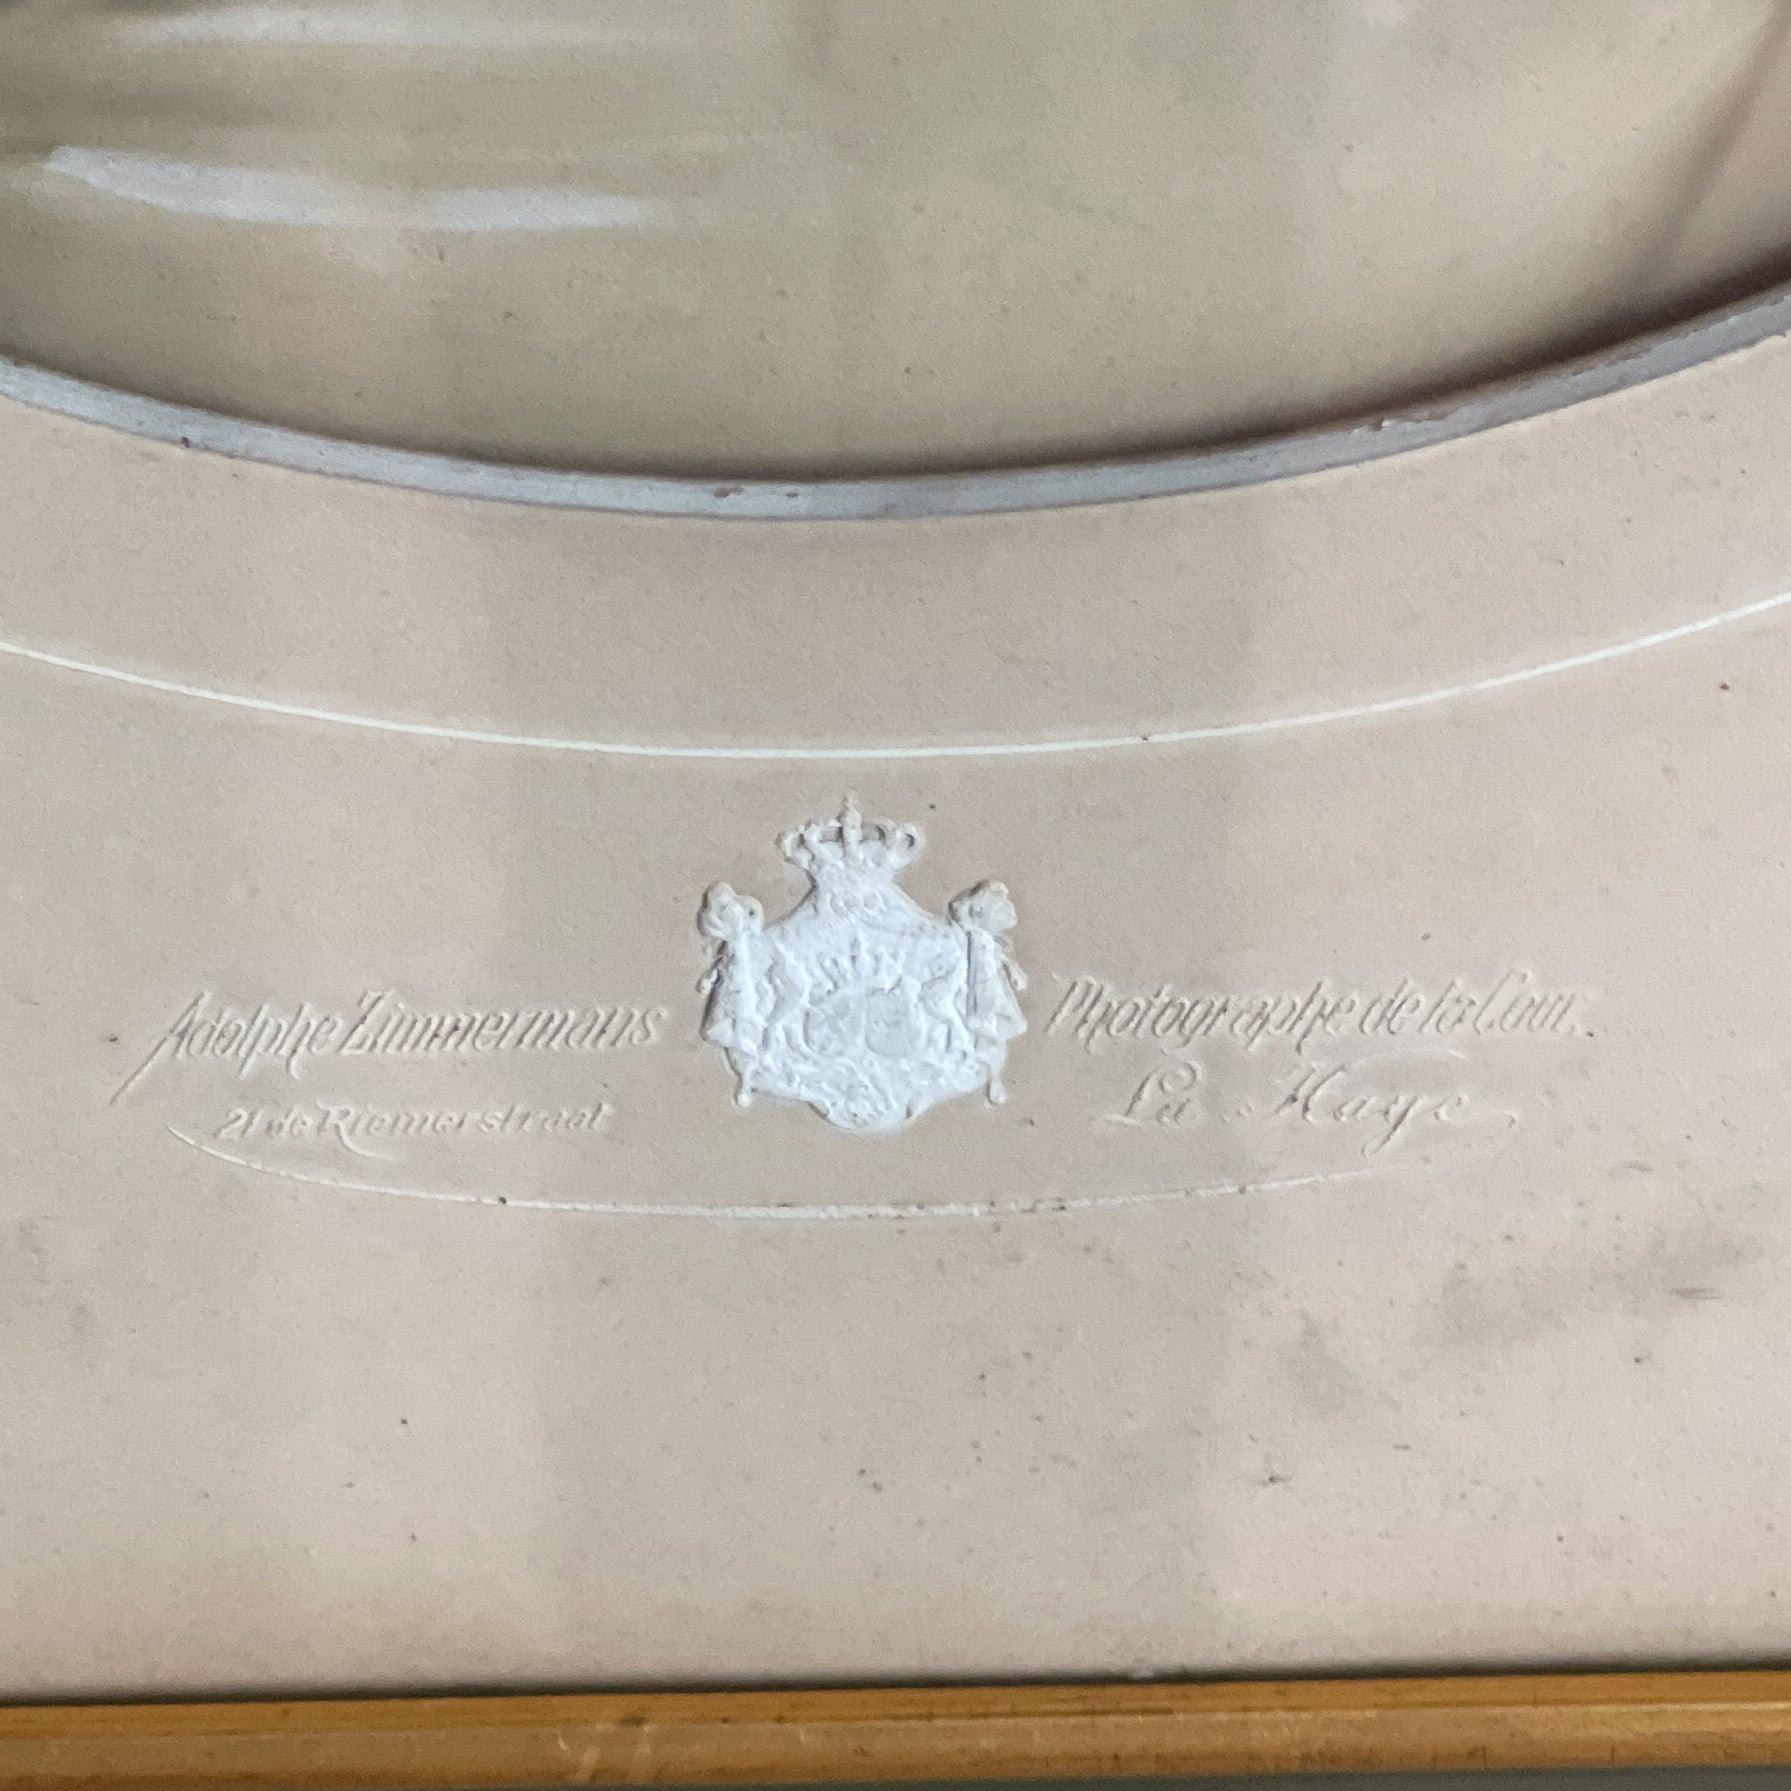 Adolphe Zimmermans
21 de Riemerstraat
Photographe de la Cour.
La Haye